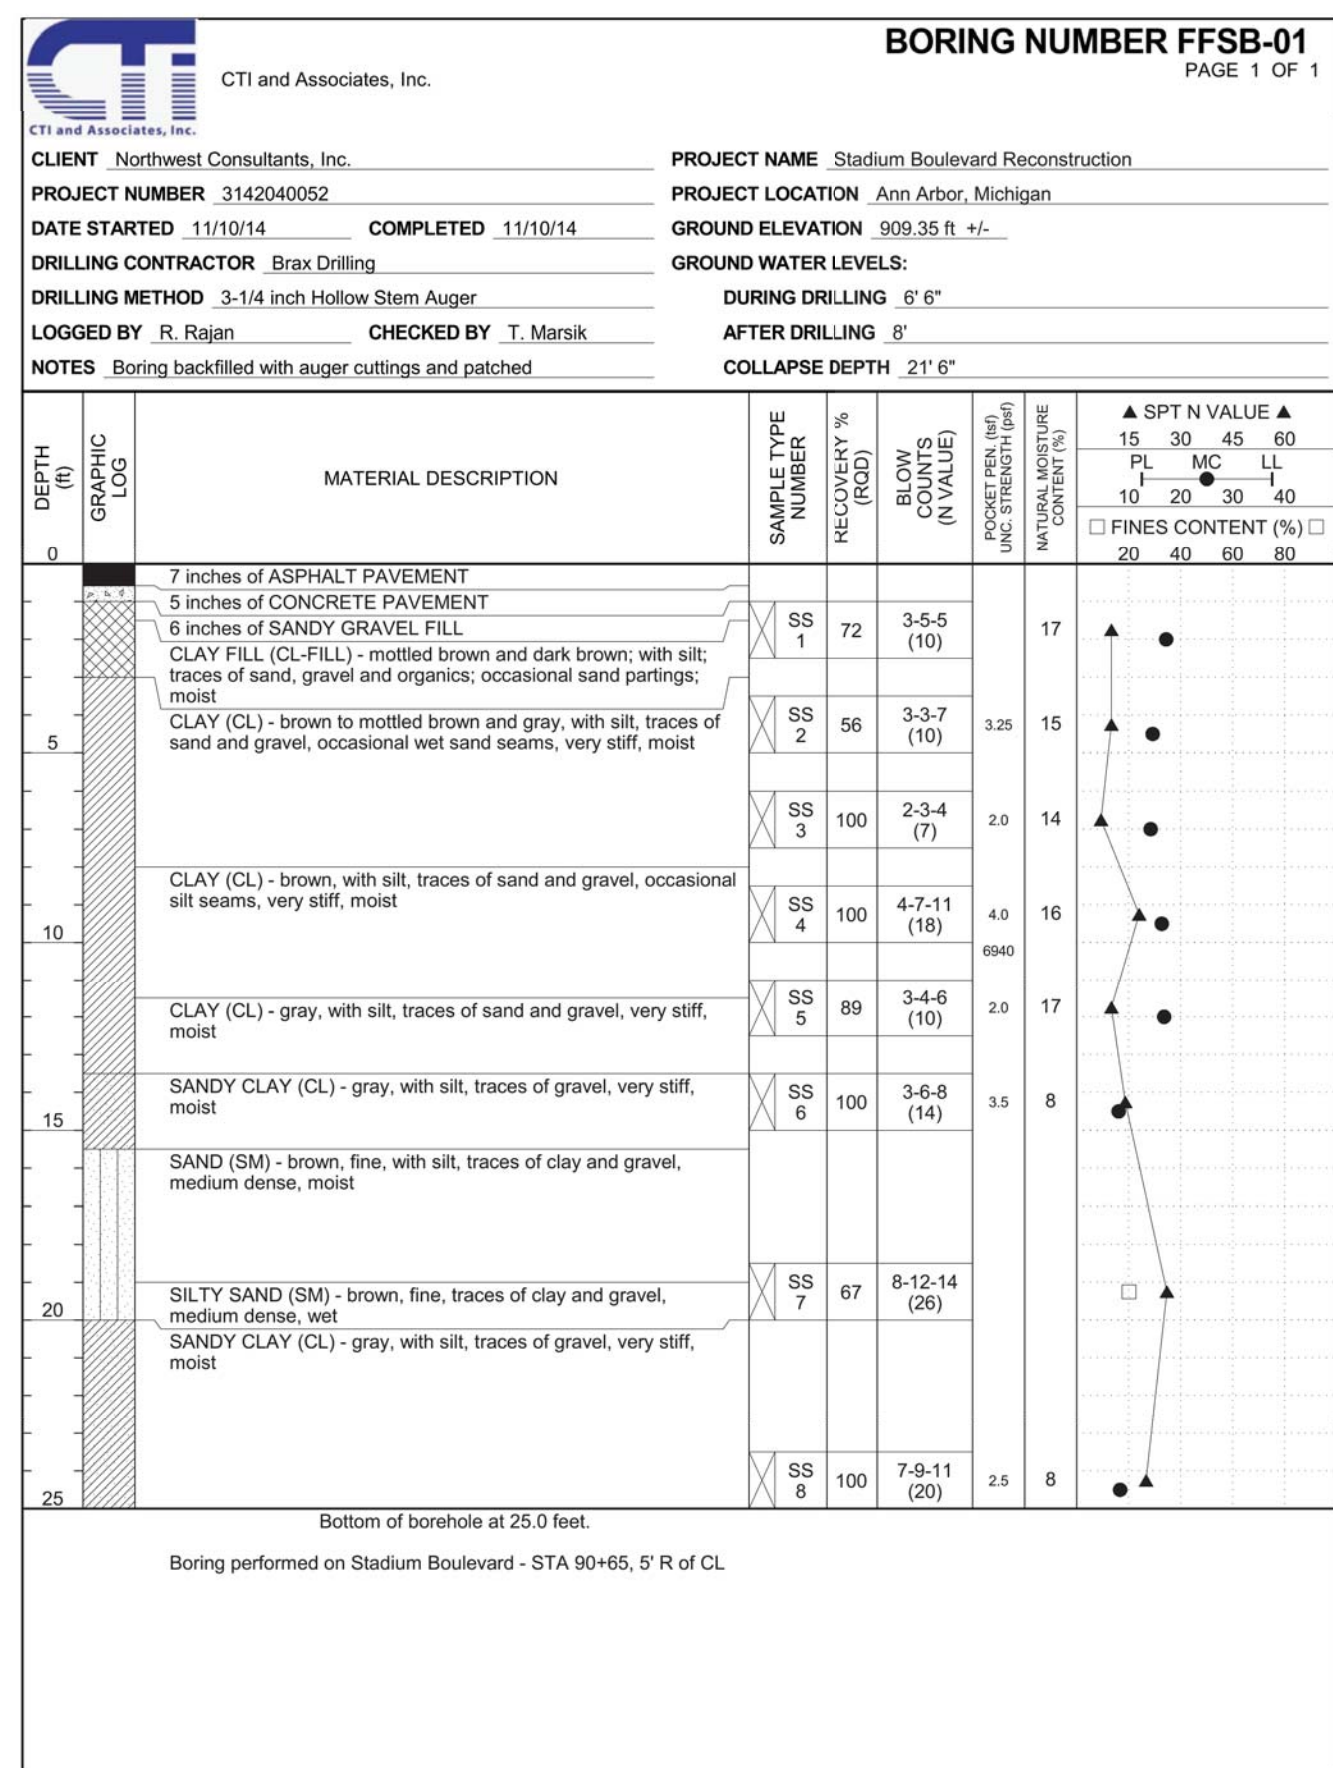 CTi
CTI and Associates, Inc.
CTI and Associates, Inc.
BORING NUMBER FFSB-01
PAGE 1 OF 1
CLIENT Northwest Consultants, Inc.
PROJECT NAME Stadium Boulevard Reconstruction
PROJECT NUMBER 3142040052
PROJECT LOCATION Ann Arbor, Michigan
DATE STARTED 11/10/14 COMPLETED 11/10/14
GROUND ELEVATION 909.35 ft +/-
DRILLING CONTRACTOR Brax Drilling
GROUND WATER LEVELS:
DRILLING METHOD 3-1/4 inch Hollow Stem Auger
DURING DRILLING 6' 6"
LOGGED BY R. Rajan CHECKED BY T. Marsik
AFTER DRILLING 8'
NOTES Boring backfilled with auger cuttings and patched
COLLAPSE DEPTH 21' 6"
DEPTH
(ft)
GRAPHIC
LOG
MATERIAL DESCRIPTION
SAMPLE TYPE
NUMBER
RECOVERY %
(RQD)
BLOW
COUNTS
(N VALUE)
POCKET PEN. (tsf)
UNC. STRENGTH (psf)
NATURAL MOISTURE
CONTENT (%)
▲ SPT N VALUE ▲
15 30 45 60
PL MC LL
10 20 30 40
□ FINES CONTENT (%) □
20 40 60 80
0
7 inches of ASPHALT PAVEMENT
5 inches of CONCRETE PAVEMENT
6 inches of SANDY GRAVEL FILL
CLAY FILL (CL-FILL) - mottled brown and dark brown; with silt;
traces of sand, gravel and organics; occasional sand partings;
moist
SS
1
72
3-5-5
(10)
17
CLAY (CL) - brown to mottled brown and gray, with silt, traces of
sand and gravel, occasional wet sand seams, very stiff, moist
SS
2
56
3-3-7
(10)
3.25
15
5
SS
3
100
2-3-4
(7)
2.0
14
CLAY (CL) - brown, with silt, traces of sand and gravel, occasional
silt seams, very stiff, moist
SS
4
100
4-7-11
(18)
4.0
16
10
6940
CLAY (CL) - gray, with silt, traces of sand and gravel, very stiff,
moist
SS
5
89
3-4-6
(10)
2.0
17
SANDY CLAY (CL) - gray, with silt, traces of gravel, very stiff,
moist
SS
6
100
3-6-8
(14)
3.5
8
15
SAND (SM) - brown, fine, with silt, traces of clay and gravel,
medium dense, moist
SILTY SAND (SM) - brown, fine, traces of clay and gravel,
medium dense, wet
SS
7
67
8-12-14
(26)
20
SANDY CLAY (CL) - gray, with silt, traces of gravel, very stiff,
moist
SS
8
100
7-9-11
(20)
2.5
8
25
Bottom of borehole at 25.0 feet.
Boring performed on Stadium Boulevard - STA 90+65, 5' R of CL